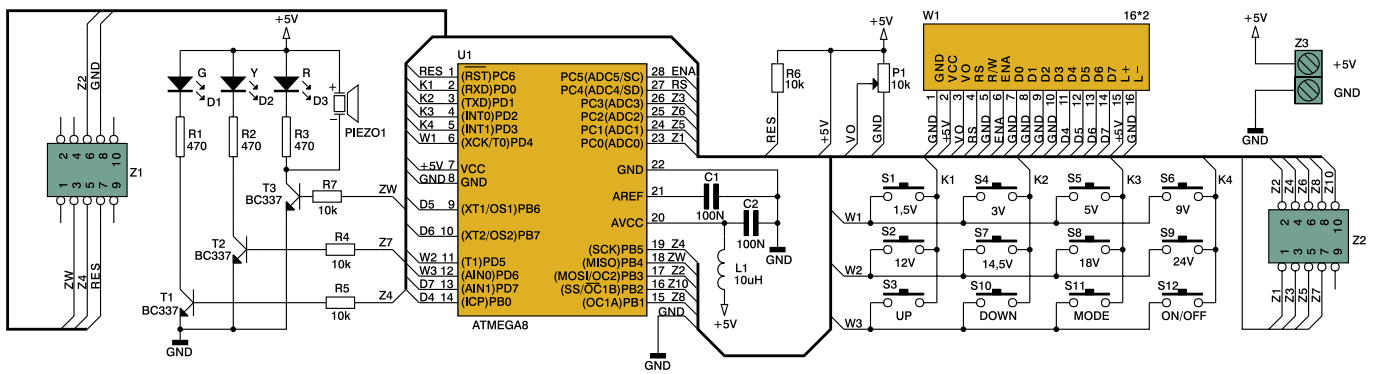 Z2
GND
2 4 6 8 10
1 3 5 7 9
Z1
ZW
Z4
RES
+5V
G
D1
Y
D2
R
D3
+
-
PIEZO1
R1
470
R2
470
R3
470
T3
BC337
R7
10k
ZW
T2
BC337
R4
10k
Z7
T1
BC337
R5
10k
Z4
GND
U1
RES 1 (RST)PC6
K1 2 (RXD)PD0
K2 3 (TXD)PD1
K3 4 (INT0)PD2
K4 5 (INT1)PD3
W1 6 (XCK/T0)PD4
+5V 7 VCC
GND 8 GND
D5 9 (XT1/OS1)PB6
D6 10 (XT2/OS2)PB7
W2 11 (T1)PD5
W3 12 (AIN0)PD6
D7 13 (AIN1)PD7
D4 14 (ICP)PB0
PC5(ADC5/SC) 28 ENA
PC4(ADC4/SD) 27 RS
PC3(ADC3) 26 Z3
PC2(ADC2) 25 Z6
PC1(ADC1) 24 Z5
PC0(ADC0) 23 Z1
GND 22
AREF 21
AVCC 20
(SCK)PB5 19 Z4
(MISO)PB4 18 ZW
(MOSI/OC2)PB3 17 Z2
(SS/OC1B)PB2 16 Z10
(OC1A)PB1 15 Z8
GND
ATMEGA8
GND
C1
100N
C2
100N
GND
L1
10uH
+5V
R6
10k
RES
+5V
+5V
P1
10k
VO
GND
W1
16*2
GND VCC VO RS R/W ENA D0 D1 D2 D3 D4 D5 D6 D7 L+ L-
1 2 3 4 5 6 7 8 9 10 11 12 13 14 15 16
GND +5V VO RS GND ENA GND GND GND GND D4 D5 D6 D7 +5V GND
+5V
Z3
+5V
GND
GND
K1
K2
K3
K4
S1
1,5V
S4
3V
S5
5V
S6
9V
W1
S2
12V
S7
14,5V
S8
18V
S9
24V
W2
S3
UP
S10
DOWN
S11
MODE
S12
ON/OFF
W3
Z2 Z4 Z6 Z8 Z10
2 4 6 8 10
1 3 5 7 9
Z2
Z1 Z3 Z5 Z7